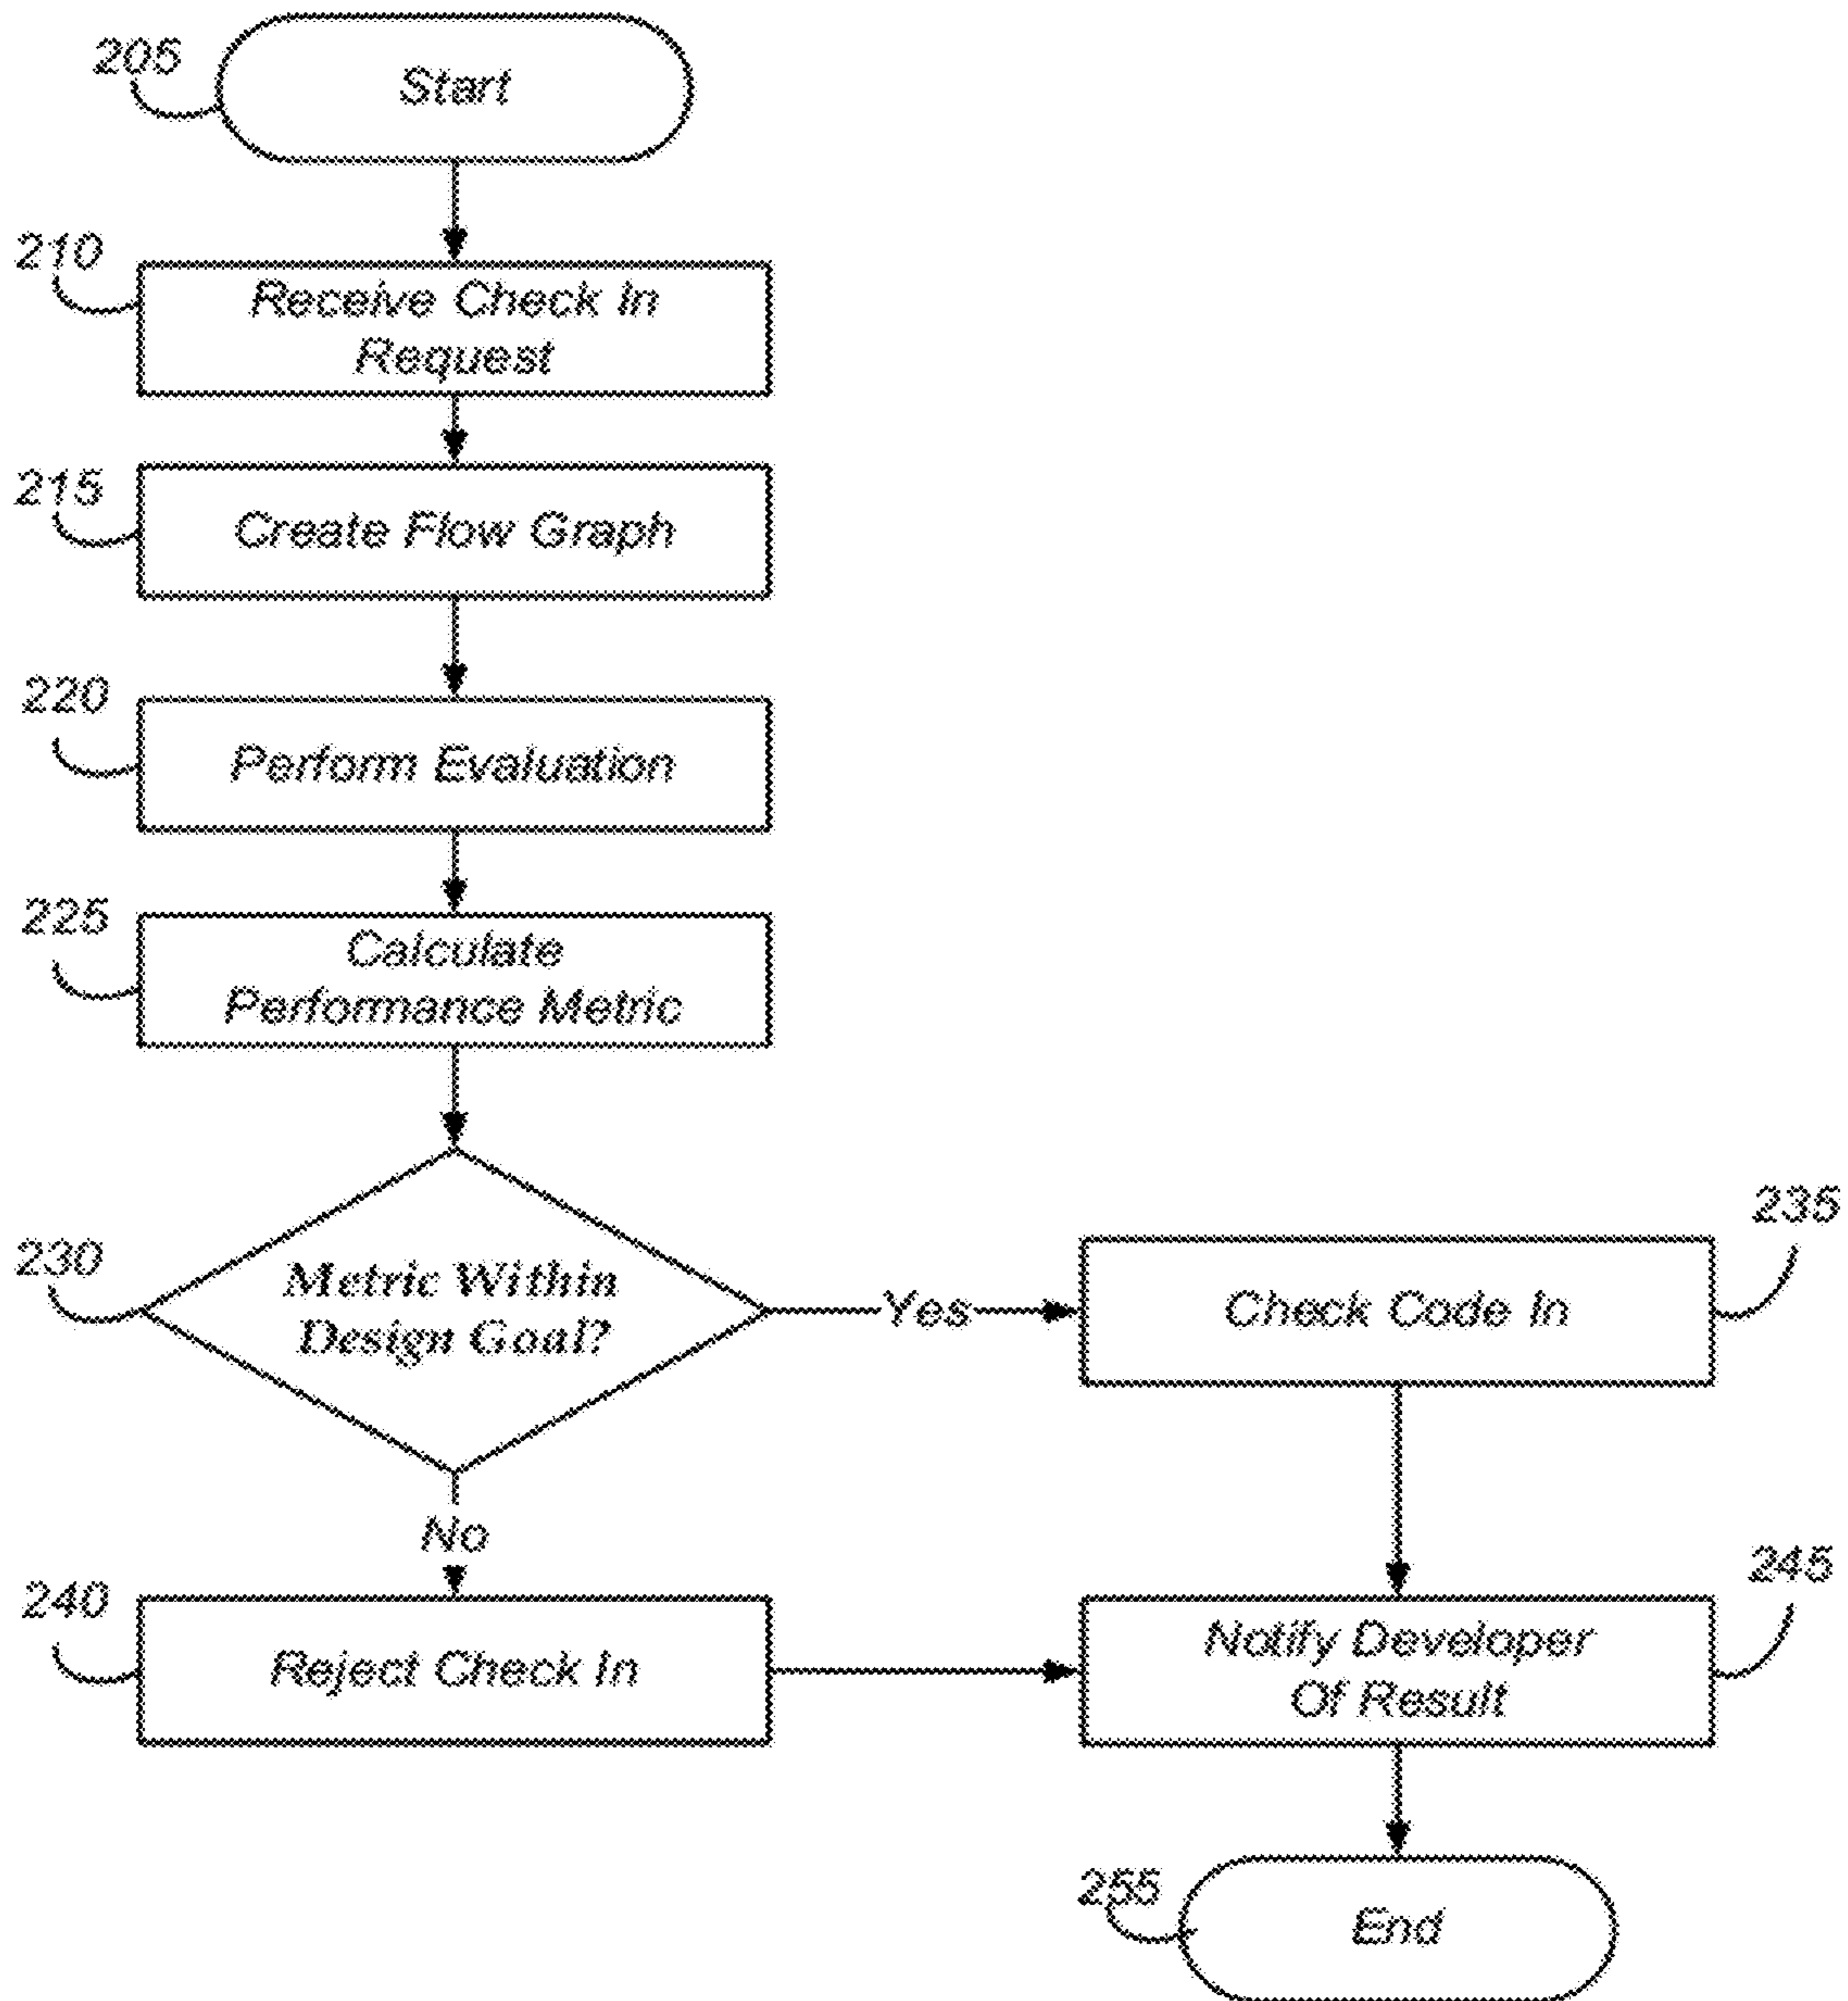 205
Start
210
Receive Check In
Request
215
Create Flow Graph
220
Perform Evaluation
225
Calculate
Performance Metric
230
Metric Within
Design Goal?
Yes
235
Check Code In
No
240
Reject Check In
245
Notify Developer
Of Result
255
End